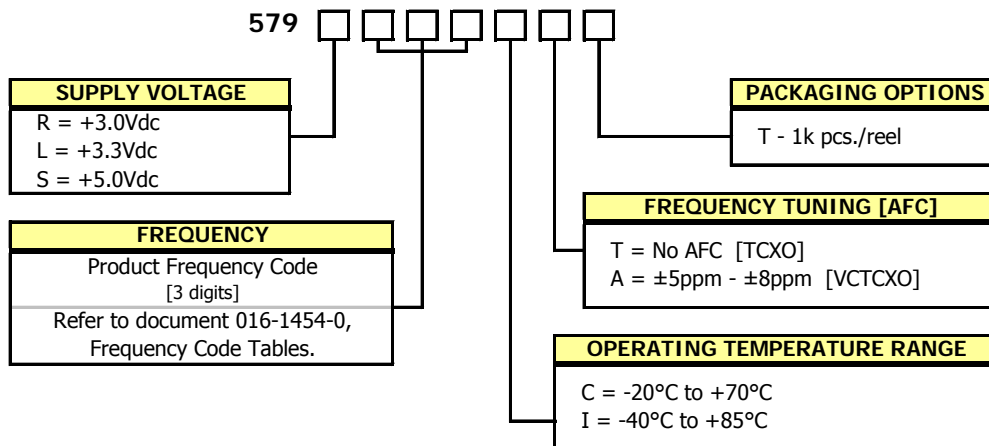 579
SUPPLY VOLTAGE
R = +3.0Vdc
L = +3.3Vdc
S = +5.0Vdc
FREQUENCY
Product Frequency Code
[3 digits]
Refer to document 016-1454-0,
Frequency Code Tables.
PACKAGING OPTIONS
T - 1k pcs./reel
FREQUENCY TUNING [AFC]
T = No AFC [TCXO]
A = ±5ppm - ±8ppm [VCTCXO]
OPERATING TEMPERATURE RANGE
C = -20°C to +70°C
I = -40°C to +85°C